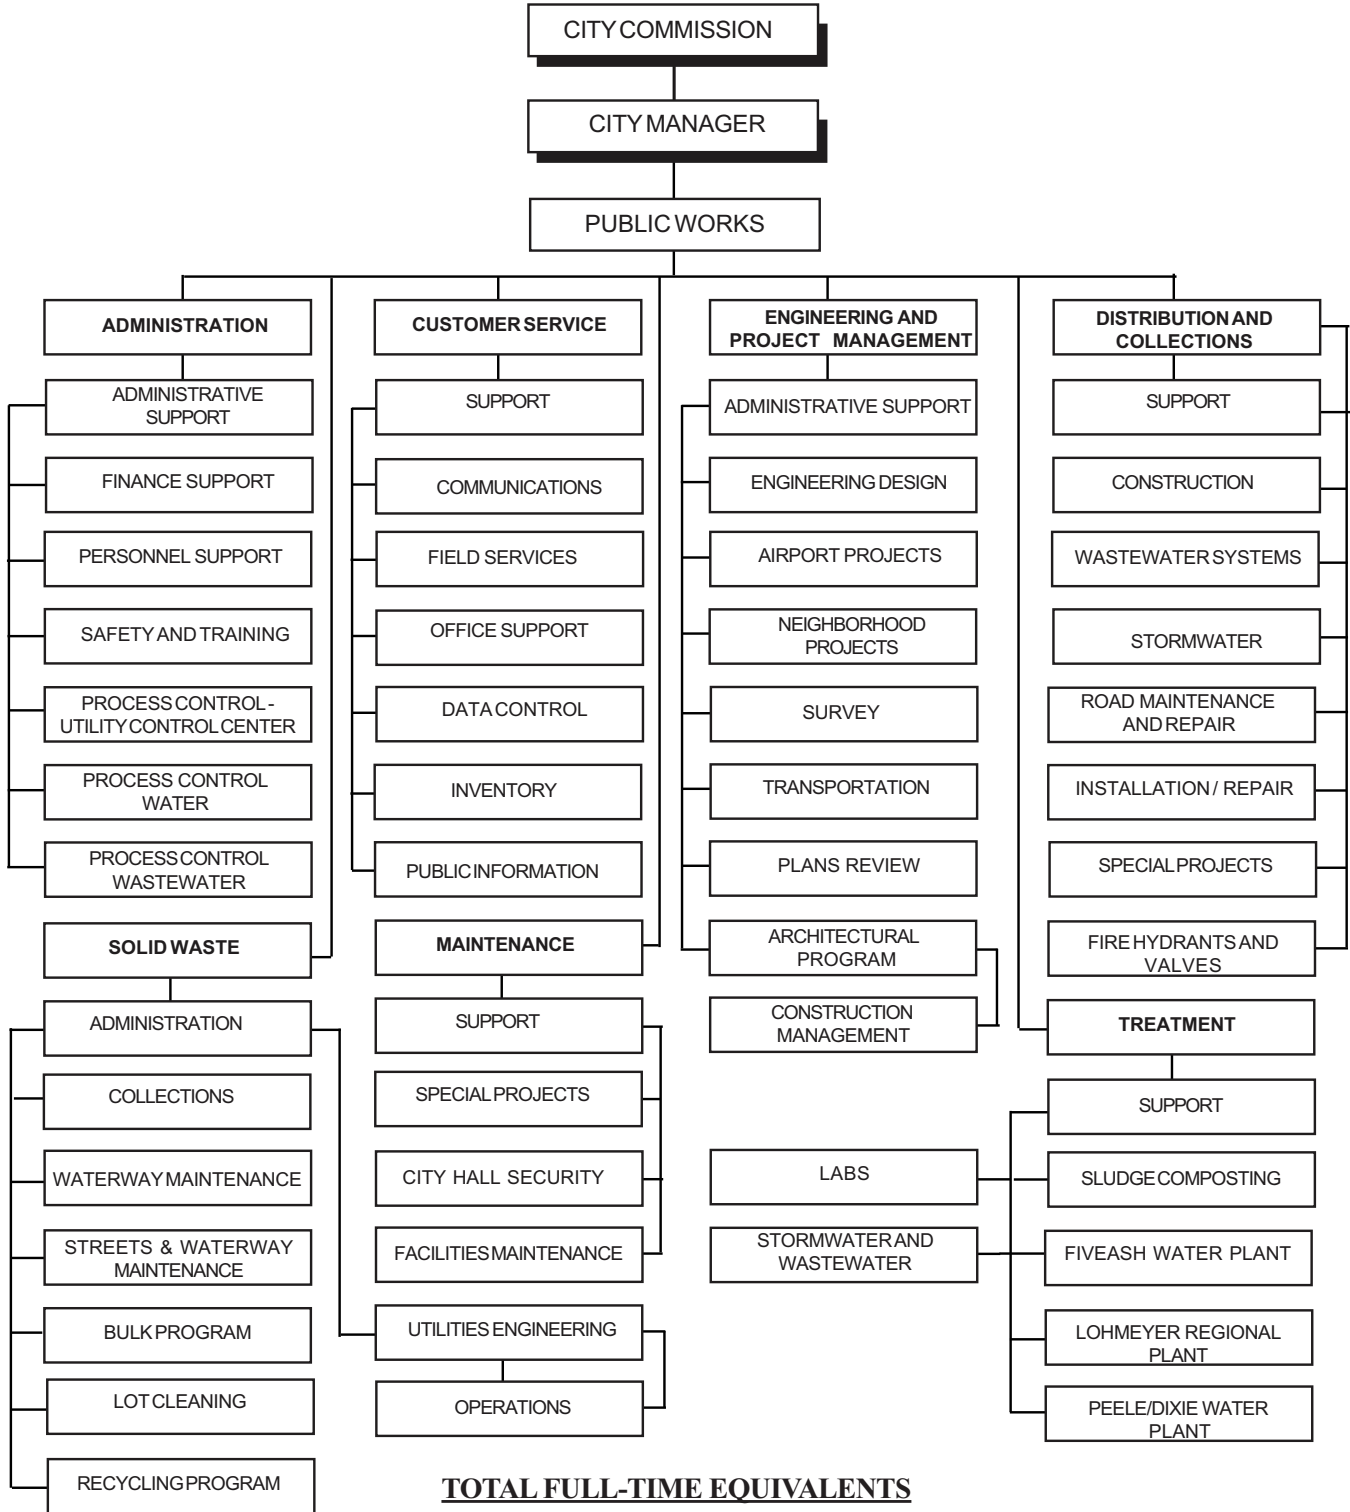 CITY COMMISSION
CITY MANAGER
PUBLIC WORKS
ADMINISTRATION
ADMINISTRATIVE
SUPPORT
FINANCE SUPPORT
PERSONNEL SUPPORT
SAFETY AND TRAINING
PROCESS CONTROL -
UTILITY CONTROL CENTER
PROCESS CONTROL
WATER
PROCESS CONTROL
WASTEWATER
SOLID WASTE
ADMINISTRATION
COLLECTIONS
WATERWAY MAINTENANCE
STREETS & WATERWAY
MAINTENANCE
BULK PROGRAM
LOT CLEANING
RECYCLING PROGRAM
CUSTOMER SERVICE
SUPPORT
COMMUNICATIONS
FIELD SERVICES
OFFICE SUPPORT
DATA CONTROL
INVENTORY
PUBLIC INFORMATION
MAINTENANCE
SUPPORT
SPECIAL PROJECTS
CITY HALL SECURITY
FACILITIES MAINTENANCE
UTILITIES ENGINEERING
OPERATIONS
ENGINEERING AND
PROJECT MANAGEMENT
ADMINISTRATIVE SUPPORT
ENGINEERING DESIGN
AIRPORT PROJECTS
NEIGHBORHOOD
PROJECTS
SURVEY
TRANSPORTATION
PLANS REVIEW
ARCHITECTURAL
PROGRAM
CONSTRUCTION
MANAGEMENT
LABS
STORMWATER AND
WASTEWATER
DISTRIBUTION AND
COLLECTIONS
SUPPORT
CONSTRUCTION
WASTEWATER SYSTEMS
STORMWATER
ROAD MAINTENANCE
AND REPAIR
INSTALLATION / REPAIR
SPECIAL PROJECTS
FIRE HYDRANTS AND
VALVES
TREATMENT
SUPPORT
SLUDGE COMPOSTING
FIVEASH WATER PLANT
LOHMEYER REGIONAL
PLANT
PEELE/DIXIE WATER
PLANT
TOTAL FULL-TIME EQUIVALENTS